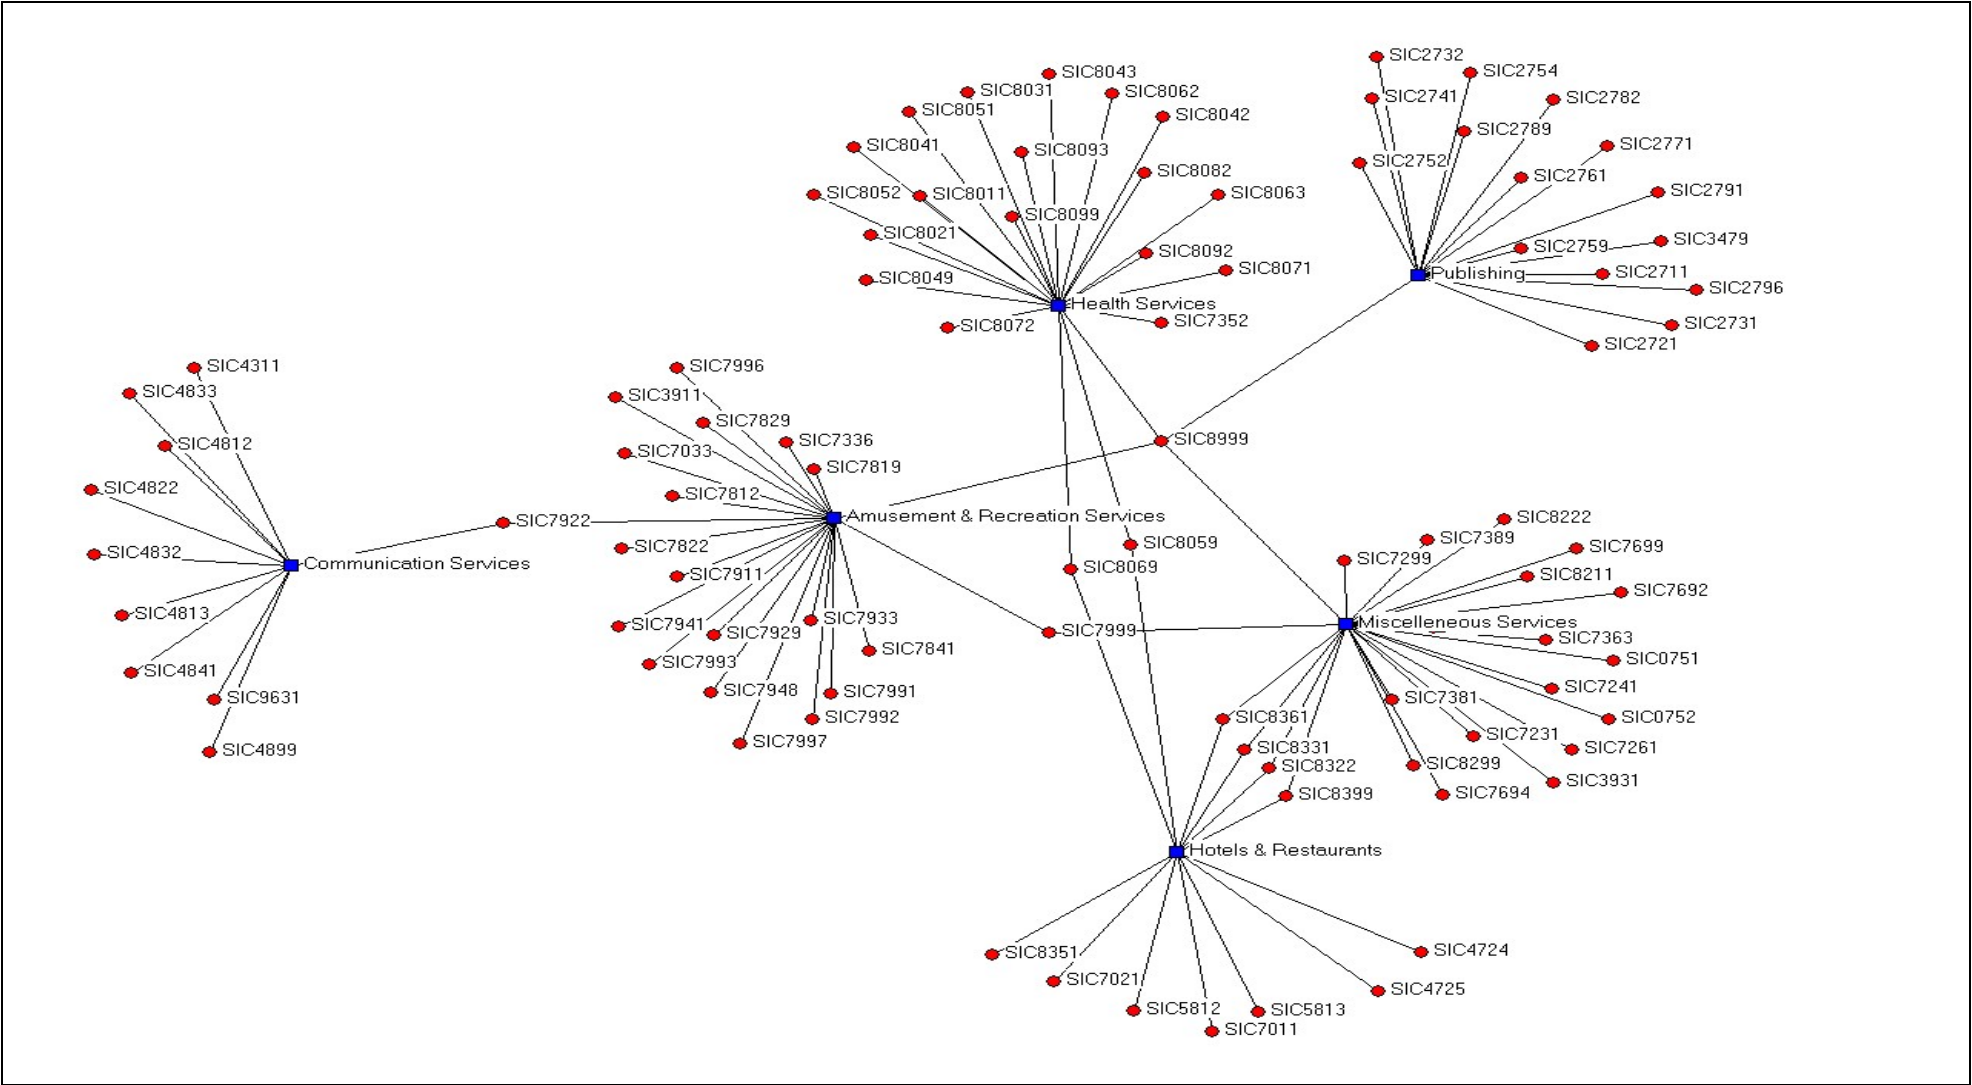 SIC2732
SIC8043
SIC2754
SIC8031
SIC8062
SIC2741
SIC2782
SIC8051
SIC8042
SIC2789
SIC8041
SIC8093
SIC2771
SIC2752
SIC8082
SIC2761
SIC8052
SIC8011
SIC8063
SIC2791
SIC8099
SIC8021
SIC3479
SIC8092
SIC2759
SIC8071
Publishing
SIC2711
SIC8049
SIC2796
Health Services
SIC8072
SIC7352
SIC2731
SIC2721
SIC4311
SIC7996
SIC4833
SIC3911
SIC7829
SIC4812
SIC7336
SIC8999
SIC7033
SIC7819
SIC4822
SIC7812
SIC7922
Amusement & Recreation Services
SIC8222
SIC7389
SIC8059
SIC7822
SIC7699
SIC4832
SIC7299
Communication Services
SIC8069
SIC7911
SIC8211
SIC7692
SIC4813
SIC7941
SIC7933
Miscelleneous Services
SIC7929
SIC7999
SIC7363
SIC7841
SIC7993
SIC0751
SIC4841
SIC7948
SIC7991
SIC7241
SIC9631
SIC7381
SIC7992
SIC8361
SIC0752
SIC7997
SIC7231
SIC4899
SIC8331
SIC7261
SIC8322
SIC8299
SIC3931
SIC8399
SIC7694
Hotels & Restaurants
SIC8351
SIC4724
SIC7021
SIC4725
SIC5812
SIC5813
SIC7011